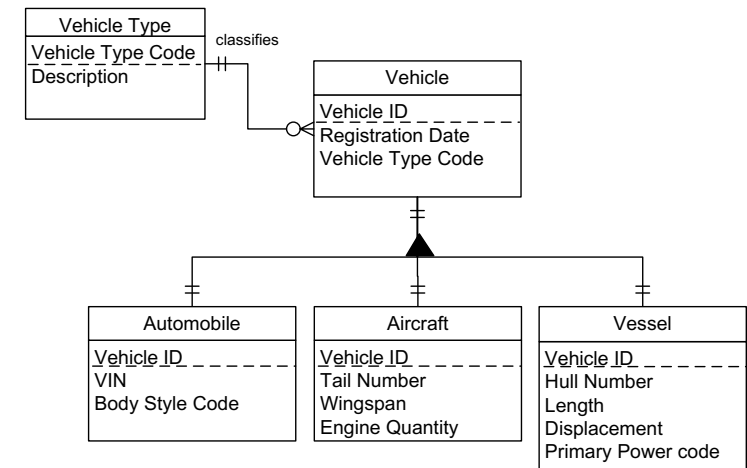 Vehicle Type
Vehicle Type Code
Description
classifies
Vehicle
Vehicle ID
Registration Date
Vehicle Type Code
Automobile
Vehicle ID
VIN
Body Style Code
Aircraft
Vehicle ID
Tail Number
Wingspan
Engine Quantity
Vessel
Vehicle ID
Hull Number
Length
Displacement
Primary Power code